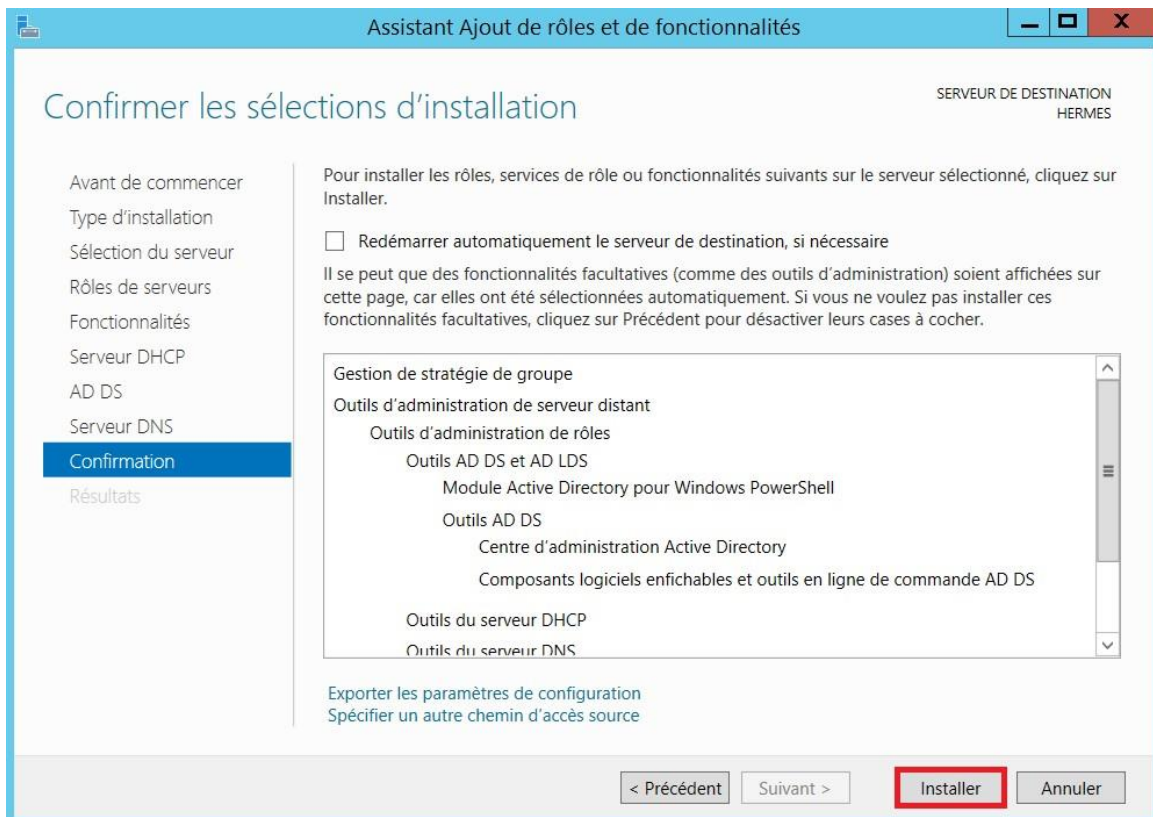 Assistant Ajout de rôles et de fonctionnalités
X
Confirmer les sélections d'installation
SERVEUR DE DESTINATION
HERMES
Avant de commencer
Type d'installation
Sélection du serveur
Rôles de serveurs
Fonctionnalités
Serveur DHCP
AD DS
Serveur DNS
Confirmation
Résultats
Pour installer les rôles, services de rôle ou fonctionnalités suivants sur le serveur sélectionné, cliquez sur
Installer.
Redémarrer automatiquement le serveur de destination, si nécessaire
Il se peut que des fonctionnalités facultatives (comme des outils d'administration) soient affichées sur
cette page, car elles ont été sélectionnées automatiquement. Si vous ne voulez pas installer ces
fonctionnalités facultatives, cliquez sur Précédent pour désactiver leurs cases à cocher.
Gestion de stratégie de groupe
Outils d'administration de serveur distant
Outils d'administration de rôles
Outils AD DS et AD LDS
Module Active Directory pour Windows PowerShell
Outils AD DS
Centre d'administration Active Directory
Composants logiciels enfichables et outils en ligne de commande AD DS
Outils du serveur DHCP
Outils du serveur DNS
Exporter les paramètres de configuration
Spécifier un autre chemin d'accès source
< Précédent
Suivant >
Installer
Annuler